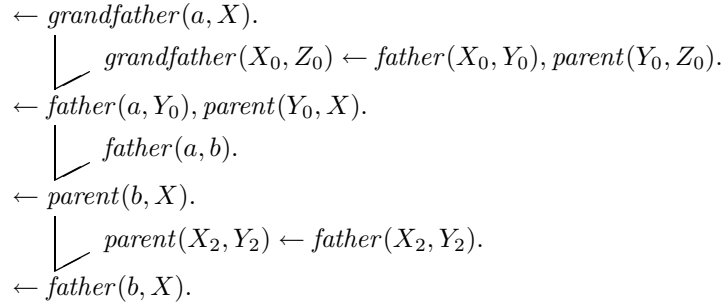 ← grandfather(a, X).
grandfather(X₀, Z₀) ← father(X₀, Y₀), parent(Y₀, Z₀).
← father(a, Y₀), parent(Y₀, X).
father(a, b).
← parent(b, X).
parent(X₂, Y₂) ← father(X₂, Y₂).
← father(b, X).